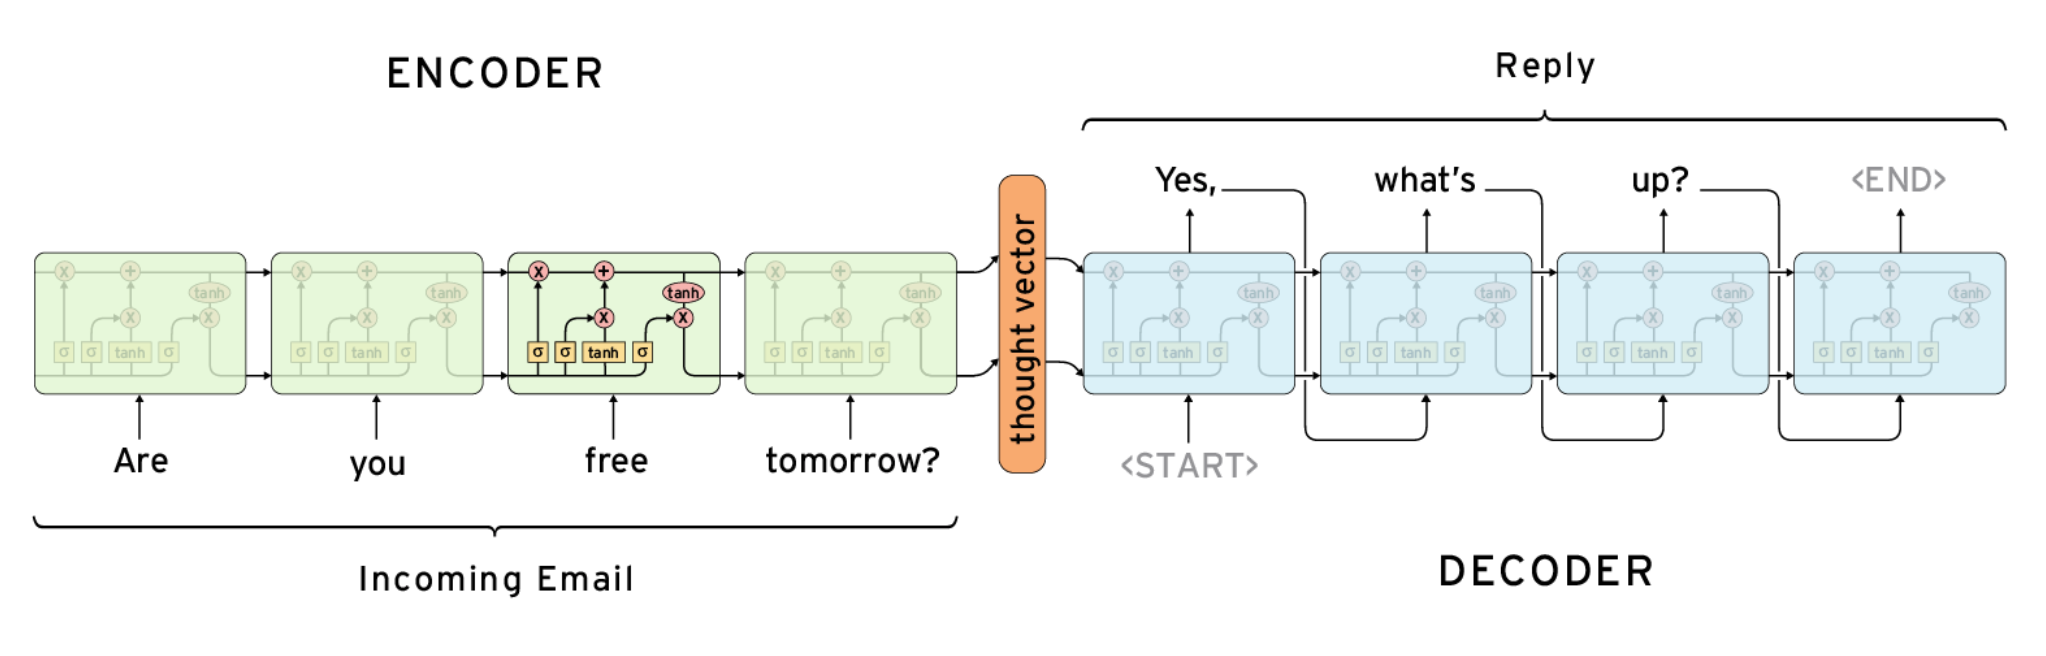 ENCODER
Reply
Yes, what's up? <END>
thought vector
x + tanh x σ σ tanh σ x
x + tanh x σ σ tanh σ x
x + tanh x σ σ tanh σ x
x + tanh x σ σ tanh σ x
x + tanh x σ σ tanh σ x
x + tanh x σ σ tanh σ x
x + tanh x σ σ tanh σ x
x + tanh x σ σ tanh σ x
Are you free tomorrow? <START>
Incoming Email
DECODER